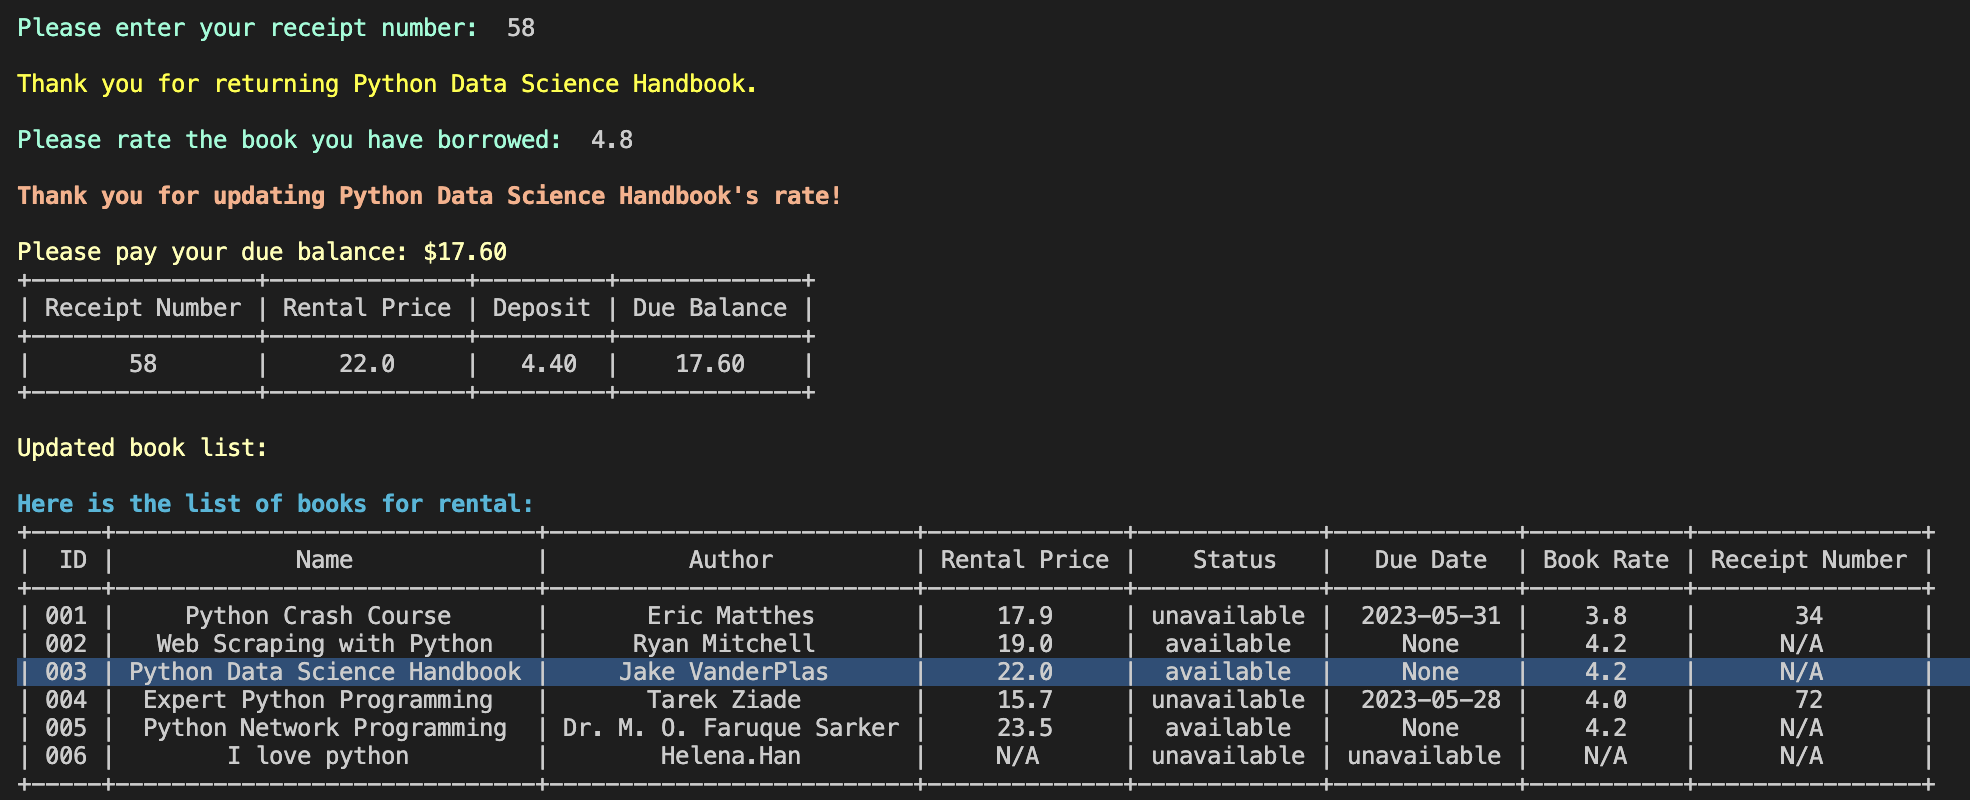 Please enter your receipt number:  58
Thank you for returning Python Data Science Handbook.
Please rate the book you have borrowed:  4.8
Thank you for updating Python Data Science Handbook's rate!
Please pay your due balance: $17.60
| Receipt Number | Rental Price | Deposit | Due Balance |
| 58 | 22.0 | 4.40 | 17.60 |
Updated book list:
Here is the list of books for rental:
| ID | Name | Author | Rental Price | Status | Due Date | Book Rate | Receipt Number |
| 001 | Python Crash Course | Eric Matthes | 17.9 | unavailable | 2023-05-31 | 3.8 | 34 |
| 002 | Web Scraping with Python | Ryan Mitchell | 19.0 | available | None | 4.2 | N/A |
| 003 | Python Data Science Handbook | Jake VanderPlas | 22.0 | available | None | 4.2 | N/A |
| 004 | Expert Python Programming | Tarek Ziade | 15.7 | unavailable | 2023-05-28 | 4.0 | 72 |
| 005 | Python Network Programming | Dr. M. O. Faruque Sarker | 23.5 | available | None | 4.2 | N/A |
| 006 | I love python | Helena.Han | N/A | unavailable | unavailable | N/A | N/A |